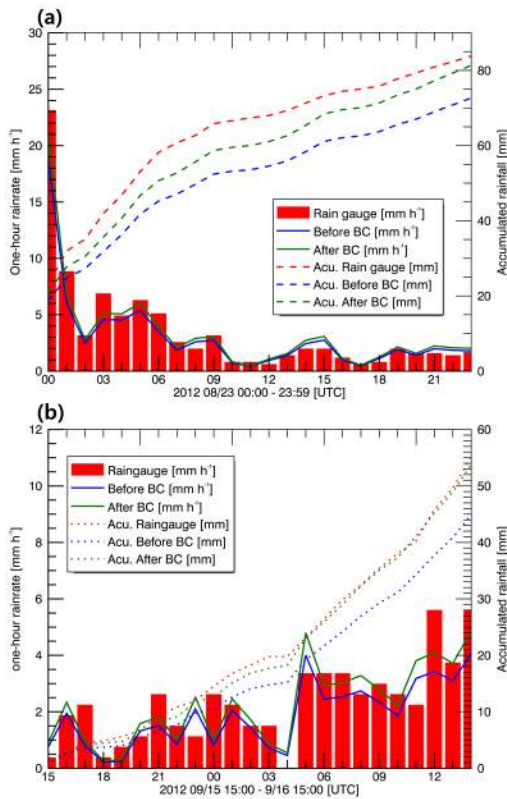 (a)
30
25
20
15
10
5
0
One-hour rainrate [mm h⁻¹]
80
60
40
20
0
Accumulated rainfall [mm]
Rain gauge [mm h⁻¹]
Before BC [mm h⁻¹]
After BC [mm h⁻¹]
Acu. Rain gauge [mm]
Acu. Before BC [mm]
Acu. After BC [mm]
00 03 06 09 12 15 18 21
2012 08/23 00:00 - 23:59 [UTC]
(b)
12
10
8
6
4
2
0
one-hour rainrate [mm h⁻¹]
60
50
40
30
20
10
0
Accumulated rainfall [mm]
Raingauge [mm h⁻¹]
Before BC [mm h⁻¹]
After BC [mm h⁻¹]
Acu. Raingauge [mm]
Acu. Before BC [mm]
Acu. After BC [mm]
15 18 21 00 03 06 09 12
2012 09/15 15:00 - 9/16 15:00 [UTC]